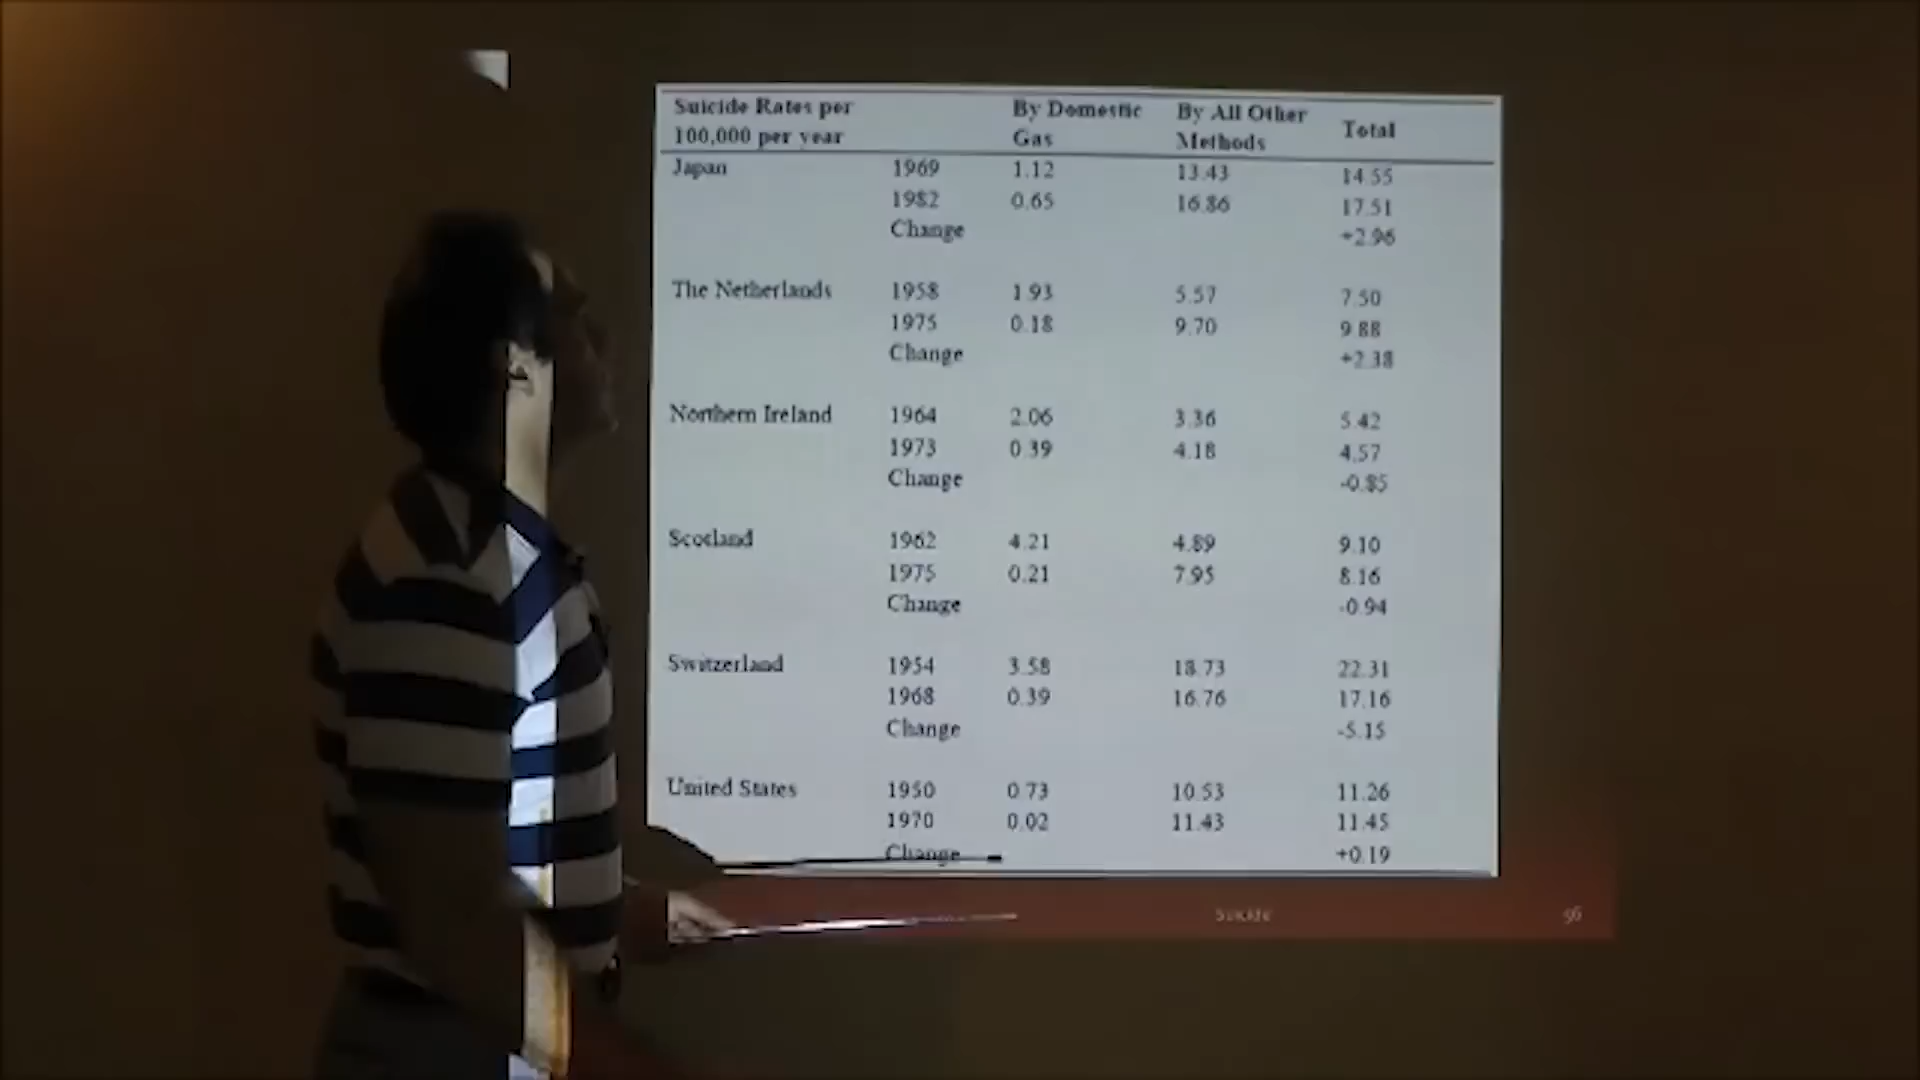 Suicide Rates per 100,000 per year By Domestic Gas By All Other Methods Total
Japan 1969 1.12 13.43 14.55
1982 0.65 16.86 17.51
Change +2.96
The Netherlands 1958 1.93 5.57 7.50
1975 0.18 9.70 9.88
Change +2.38
Northern Ireland 1964 2.06 3.36 5.42
1973 0.39 4.18 4.57
Change -0.85
Scotland 1962 4.21 4.89 9.10
1975 0.21 7.95 8.16
Change -0.94
Switzerland 1954 3.58 18.73 22.31
1968 0.39 16.76 17.16
Change -5.15
United States 1950 0.73 10.53 11.26
1970 0.02 11.43 11.45
Change +0.19
Suicide 96